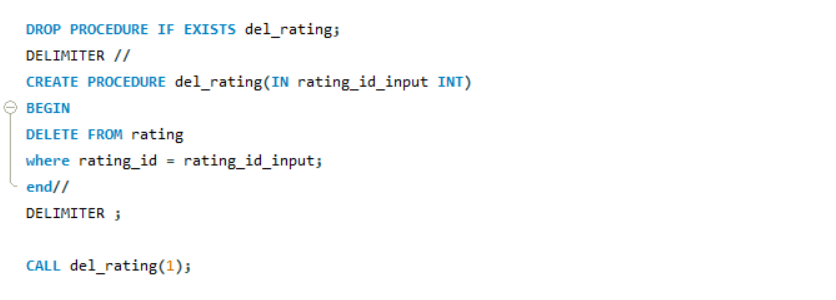 DROP PROCEDURE IF EXISTS del_rating;
DELIMITER //
CREATE PROCEDURE del_rating(IN rating_id_input INT)
BEGIN
DELETE FROM rating
where rating_id = rating_id_input;
end//
DELIMITER ;
CALL del_rating(1);